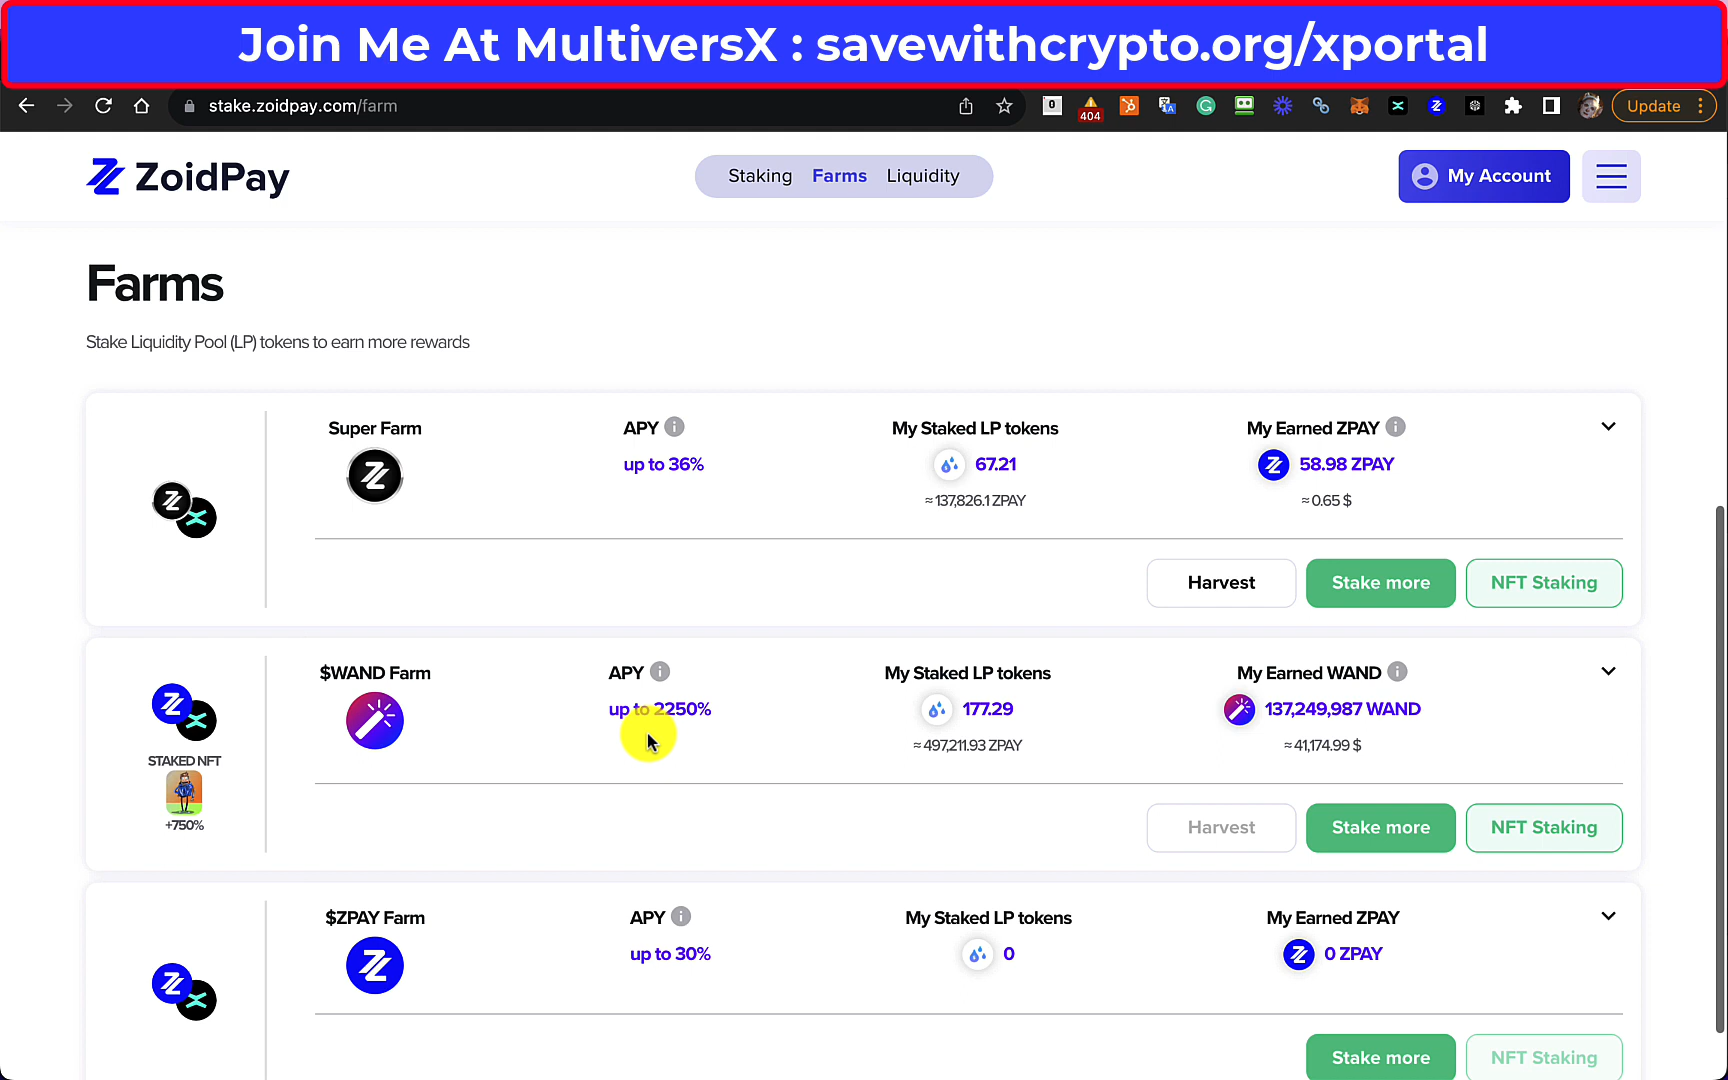 Join Me At MultiversX : savewithcrypto.org/xportal
stake.zoidpay.com/farm
0
404
Update
ZoidPay
Staking Farms Liquidity
My Account
Farms
Stake Liquidity Pool (LP) tokens to earn more rewards
Super Farm
APY
up to 36%
My Staked LP tokens
67.21
≈ 137,826.1 ZPAY
My Earned ZPAY
58.98 ZPAY
≈ 0.65 $
Harvest
Stake more
NFT Staking
STAKED NFT
+750%
$WAND Farm
APY
up to 2250%
My Staked LP tokens
177.29
≈ 497,211.93 ZPAY
My Earned WAND
137,249,987 WAND
≈ 41,174.99 $
Harvest
Stake more
NFT Staking
$ZPAY Farm
APY
up to 30%
My Staked LP tokens
0
My Earned ZPAY
0 ZPAY
Stake more
NFT Staking